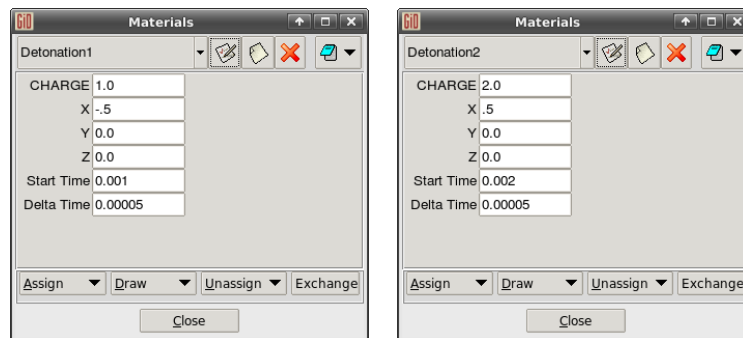 GiD Materials
Detonation1
CHARGE 1.0
X -.5
Y 0.0
Z 0.0
Start Time 0.001
Delta Time 0.00005
Assign Draw Unassign Exchange
Close
GiD Materials
Detonation2
CHARGE 2.0
X .5
Y 0.0
Z 0.0
Start Time 0.002
Delta Time 0.00005
Assign Draw Unassign Exchange
Close